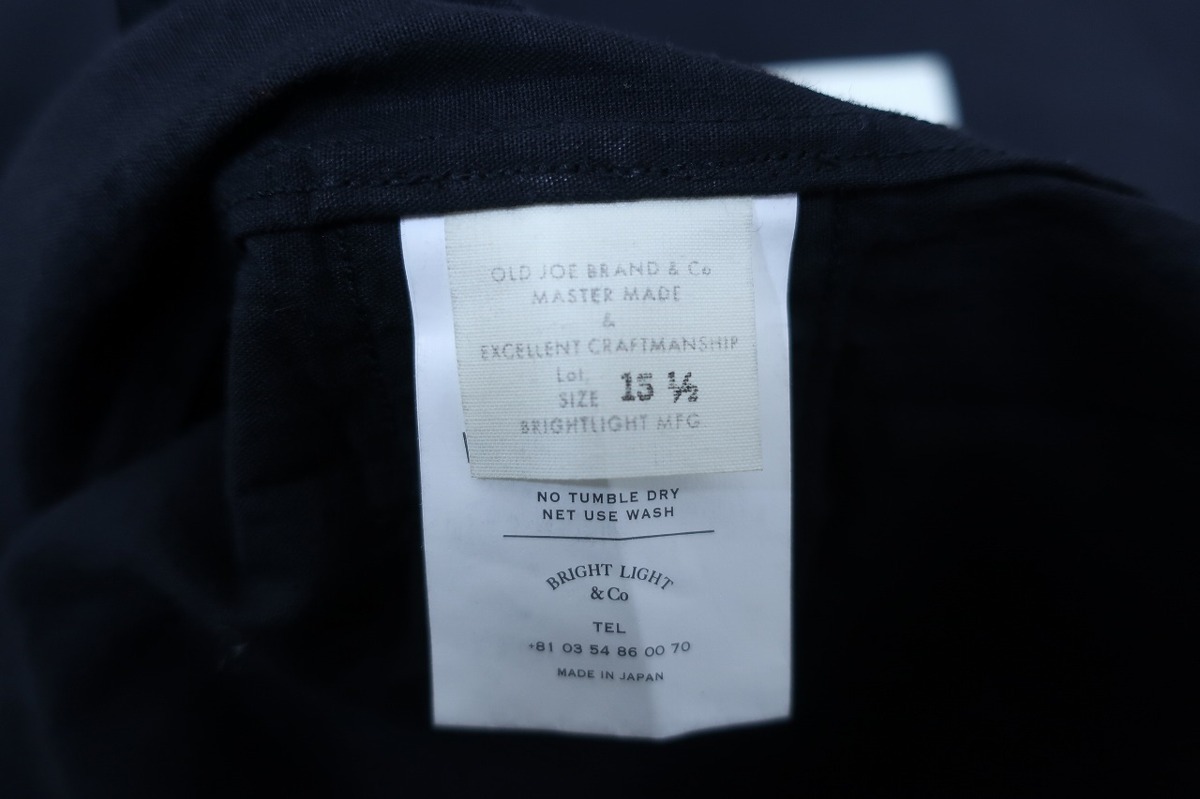 OLD JOE BRAND & Co
MASTER MADE
&
EXCELLENT CRAFTMANSHIP
Lot.
SIZE 15 ½
BRIGHTLIGHT MFG
NO TUMBLE DRY
NET USE WASH
BRIGHT LIGHT
& Co
TEL
+81 03 54 86 00 70
MADE IN JAPAN